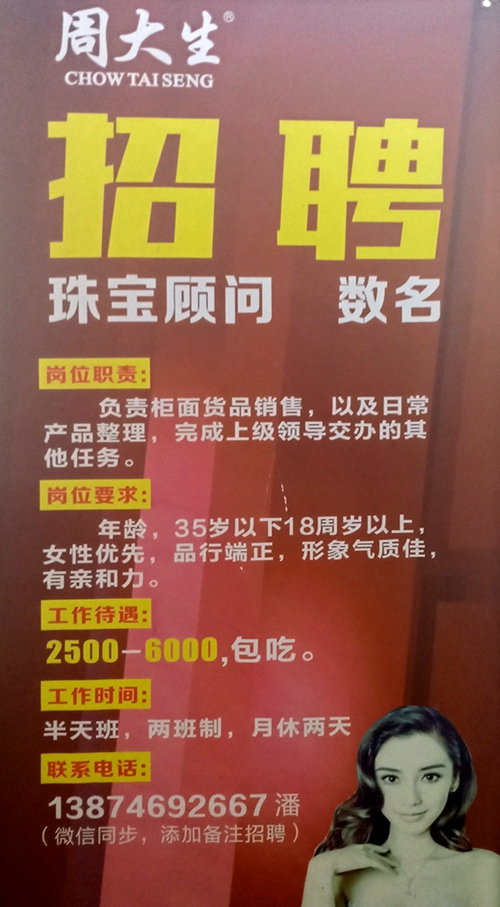 周大生®
CHOW TAI SENG
招聘
珠宝顾问 数名
岗位职责:
负责柜面货品销售，以及日常
产品整理，完成上级领导交办的其
他任务。
岗位要求:
年龄，35岁以下18周岁以上，
女性优先，品行端正，形象气质佳，
有亲和力。
工作待遇:
2500-6000,包吃。
工作时间:
半天班，两班制，月休两天
联系电话:
13874692667 潘
（微信同步，添加备注招聘）